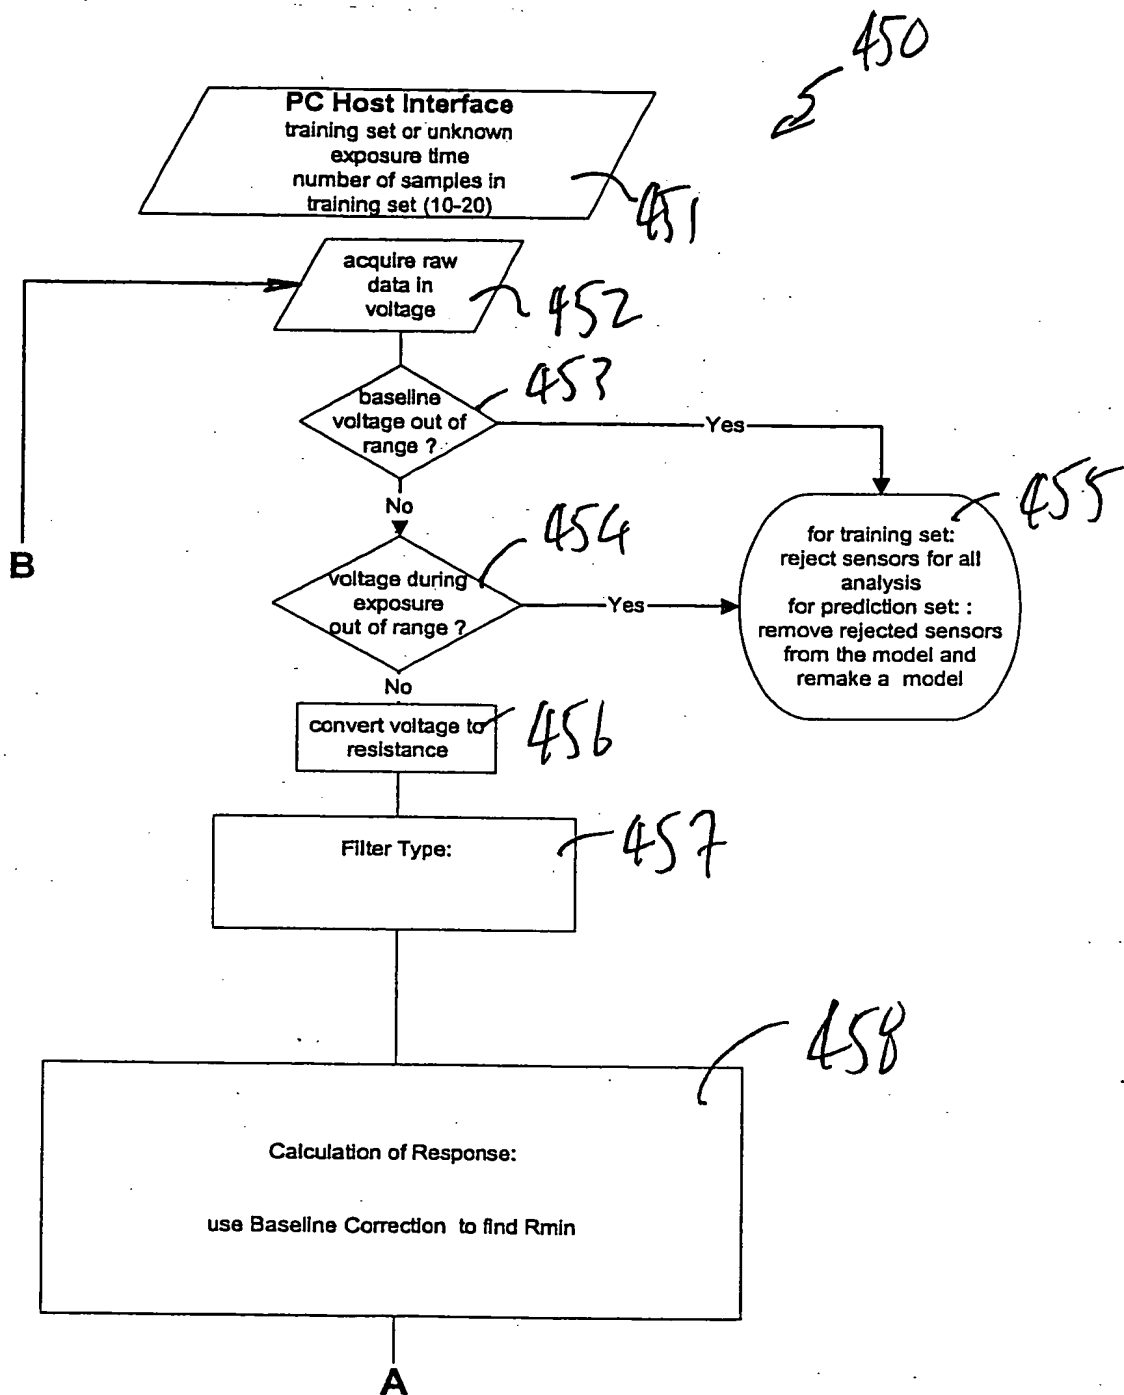 450
PC Host Interface
training set or unknown
exposure time
number of samples in
training set (10-20)
451
acquire raw
data in
voltage
452
baseline
voltage out of
range ?
453
Yes
No
455
for training set:
reject sensors for all
analysis
for prediction set: :
remove rejected sensors
from the model and
remake a model
B
454
voltage during
exposure
out of range ?
Yes
No
convert voltage to
resistance
456
Filter Type:
457
458
Calculation of Response:
use Baseline Correction to find Rmin
A